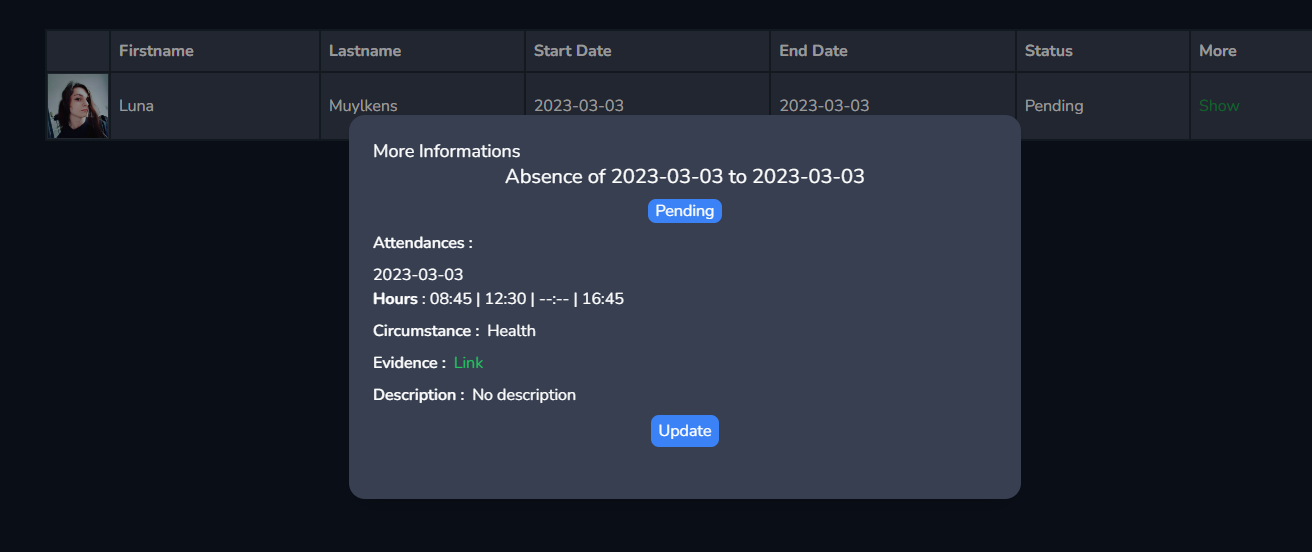 Firstname Lastname Start Date End Date Status More
Luna Muylkens 2023-03-03 2023-03-03 Pending Show
More Informations
Absence of 2023-03-03 to 2023-03-03
Pending
Attendances :
2023-03-03
Hours : 08:45 | 12:30 | --:-- | 16:45
Circumstance : Health
Evidence : Link
Description : No description
Update